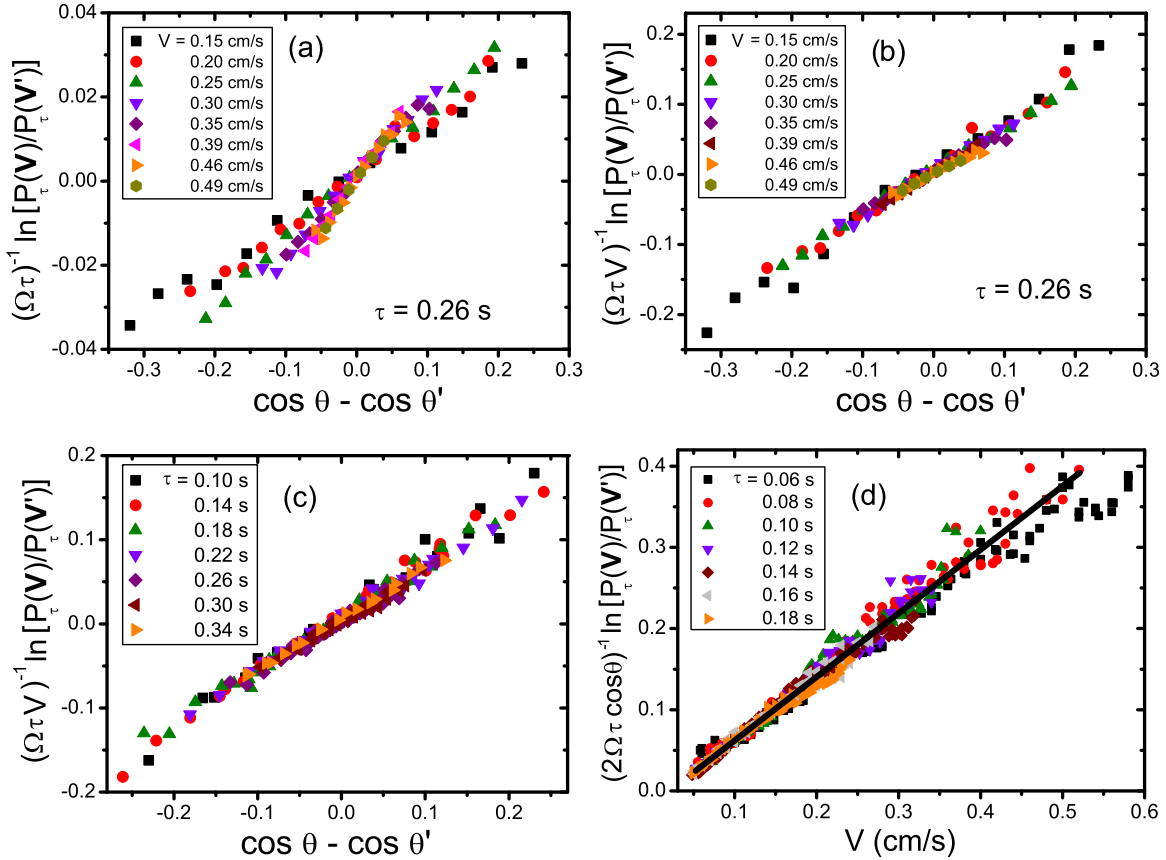 (a)
V = 0.15 cm/s
0.20 cm/s
0.25 cm/s
0.30 cm/s
0.35 cm/s
0.39 cm/s
0.46 cm/s
0.49 cm/s
τ = 0.26 s
0.04
0.02
0.00
-0.02
-0.04
-0.3 -0.2 -0.1 0.0 0.1 0.2 0.3
cos θ - cos θ'
(Ωτ)⁻¹ ln [P_τ(V)/P_τ(V')]
(b)
V = 0.15 cm/s
0.20 cm/s
0.25 cm/s
0.30 cm/s
0.35 cm/s
0.39 cm/s
0.46 cm/s
0.49 cm/s
τ = 0.26 s
0.2
0.1
0.0
-0.1
-0.2
-0.3 -0.2 -0.1 0.0 0.1 0.2 0.3
cos θ - cos θ'
(ΩτV)⁻¹ ln [P_τ(V)/P_τ(V')]
(c)
τ = 0.10 s
0.14 s
0.18 s
0.22 s
0.26 s
0.30 s
0.34 s
0.2
0.1
0.0
-0.1
-0.2
-0.2 -0.1 0.0 0.1 0.2
cos θ - cos θ'
(ΩτV)⁻¹ ln [P_τ(V)/P_τ(V')]
(d)
τ = 0.06 s
0.08 s
0.10 s
0.12 s
0.14 s
0.16 s
0.18 s
0.4
0.3
0.2
0.1
0.0
0.1 0.2 0.3 0.4 0.5 0.6
V (cm/s)
(2Ωτ cosθ)⁻¹ ln [P_τ(V)/P_τ(V')]